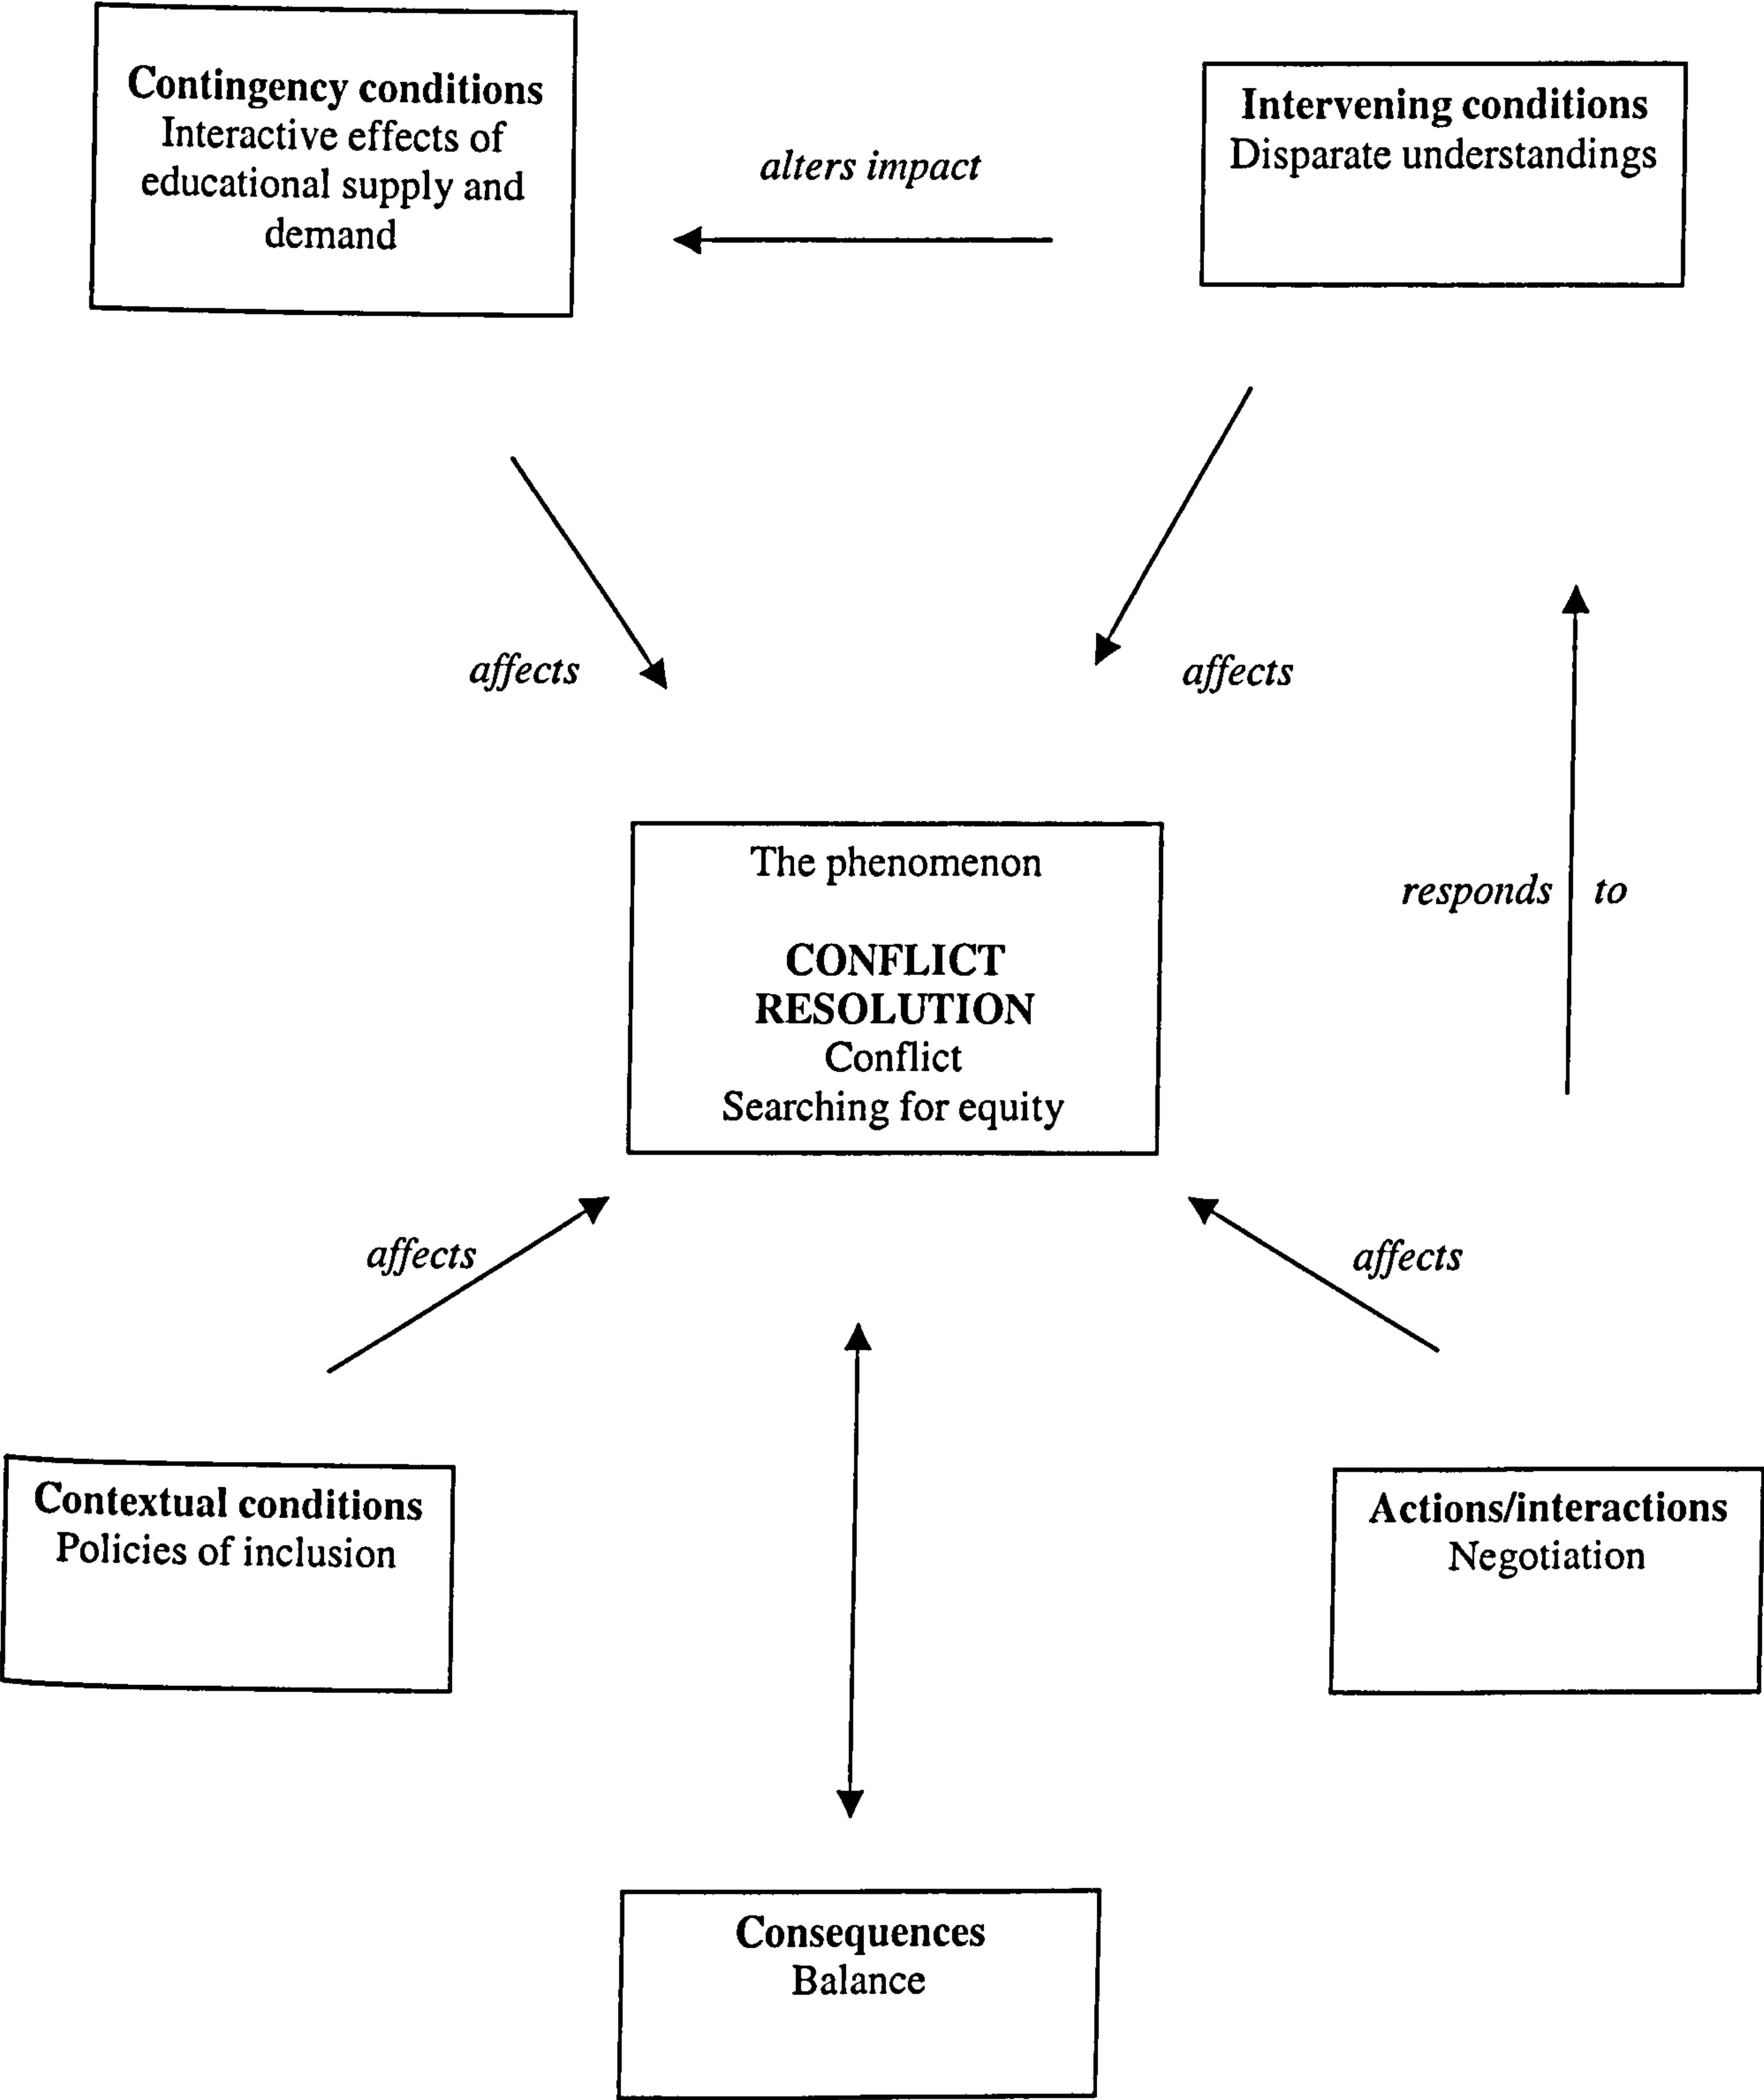 Contingency conditions
Interactive effects of
educational supply and
demand
Intervening conditions
Disparate understandings
alters impact
affects
affects
The phenomenon
CONFLICT
RESOLUTION
Conflict
Searching for equity
responds to
affects
affects
Contextual conditions
Policies of inclusion
Actions/interactions
Negotiation
Consequences
Balance